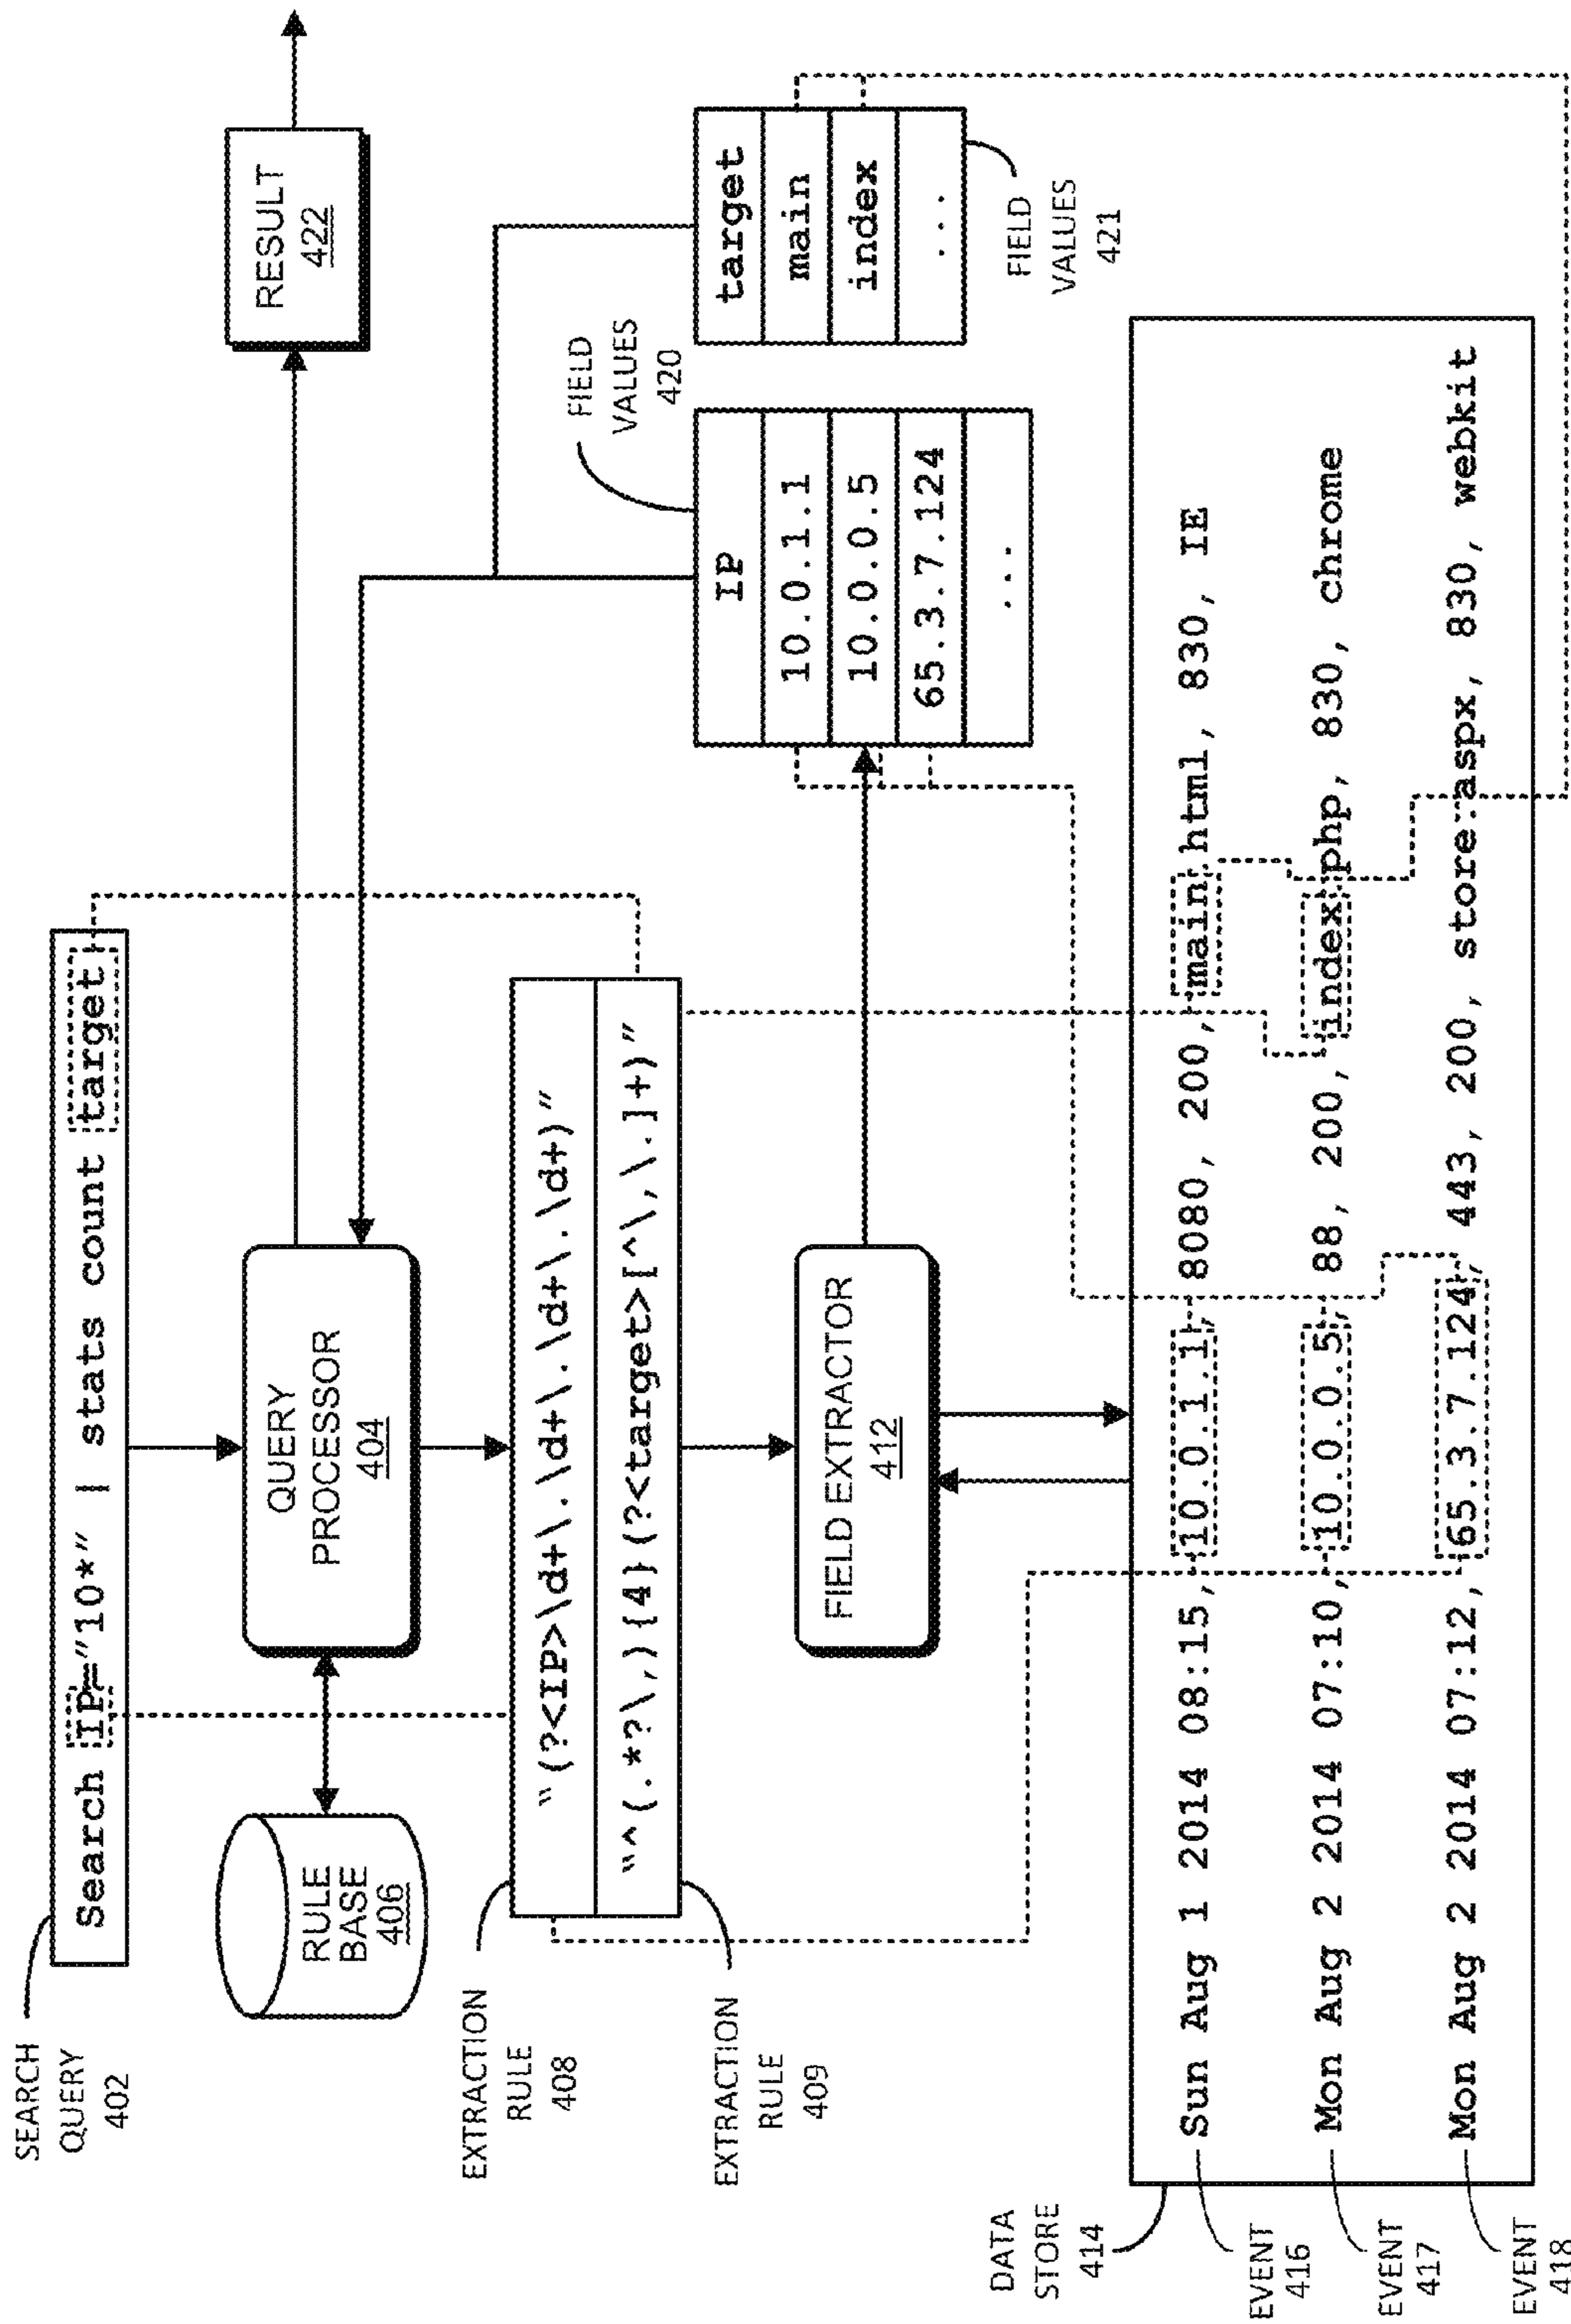 SEARCH
QUERY
402
Search IP="10*" | stats count target
RULE
BASE
406
QUERY
PROCESSOR
404
RESULT
422
EXTRACTION
RULE
408
"(?<IP>\d+\.\d+\.\d+\.\d+)"
"^(.*?\,){4}(?<target>[^\,\.]+)"
EXTRACTION
RULE
409
FIELD EXTRACTOR
412
FIELD
VALUES
420
IP
10.0.1.1
10.0.0.5
65.3.7.124
...
target
main
index
...
FIELD
VALUES
421
DATA
STORE
414
EVENT
416
Sun Aug 1 2014 08:15, 10.0.1.1, 8080, 200, main html, 830, IE
EVENT
417
Mon Aug 2 2014 07:10, 10.0.0.5, 88, 200, index php, 830, chrome
EVENT
418
Mon Aug 2 2014 07:12, 65.3.7.124, 443, 200, store.aspx, 830, webkit